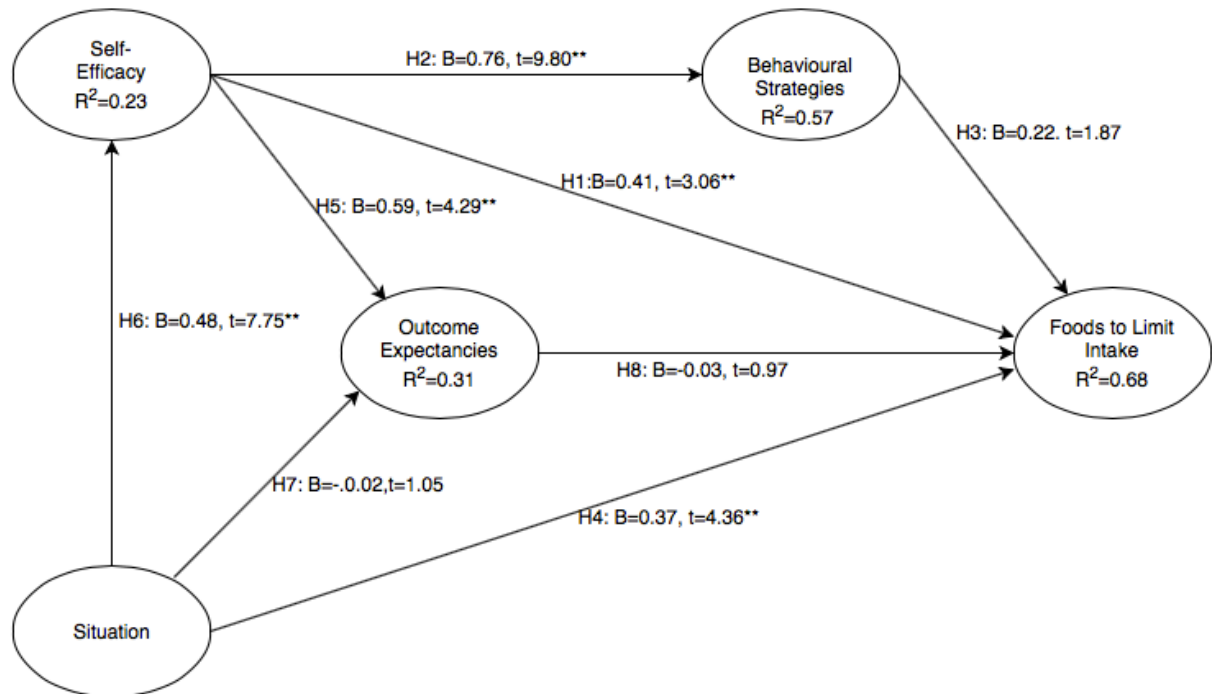 Self-
Efficacy
R²=0.23
H2: B=0.76, t=9.80**
Behavioural
Strategies
R²=0.57
H3: B=0.22. t=1.87
H1:B=0.41, t=3.06**
H5: B=0.59, t=4.29**
H6: B=0.48, t=7.75**
Outcome
Expectancies
R²=0.31
H8: B=-0.03, t=0.97
Foods to Limit
Intake
R²=0.68
H7: B=-.0.02,t=1.05
H4: B=0.37, t=4.36**
Situation